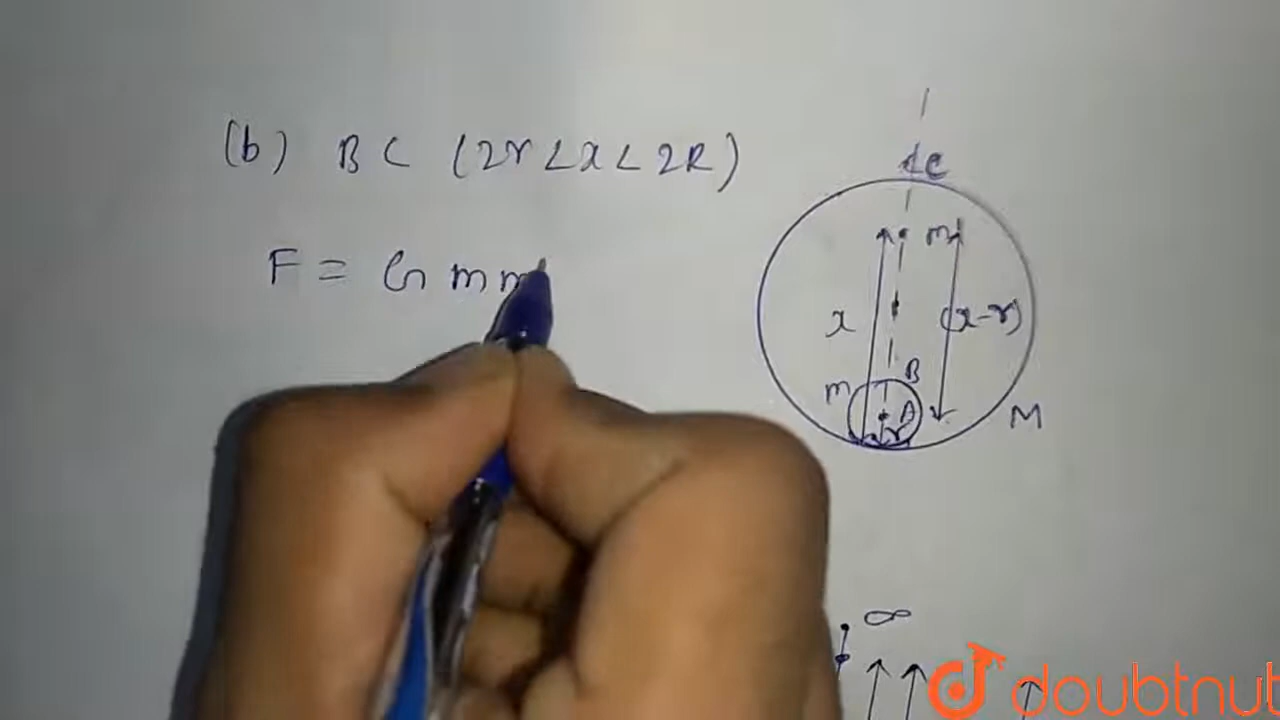 (b) BC (2r<x<2R)
C
F = G m m
m
x
(x-r)
B
m
A
M
r
∞
doubtnut